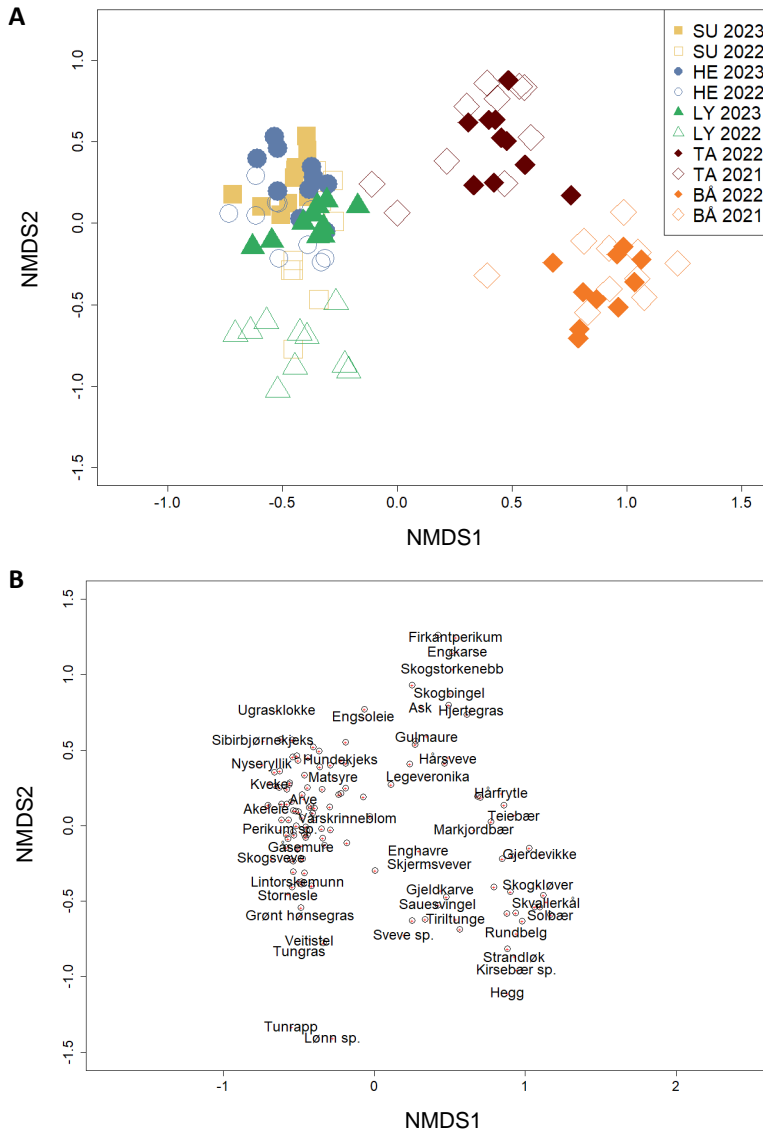 A
NMDS2
1.0
0.5
0.0
-0.5
-1.0
-1.5
SU 2023
SU 2022
HE 2023
HE 2022
LY 2023
LY 2022
TA 2022
TA 2021
BÅ 2022
BÅ 2021
-1.0 -0.5 0.0 0.5 1.0 1.5
NMDS1
B
NMDS2
1.5
1.0
0.5
0.0
-0.5
-1.0
-1.5
Firkantperikum
Engkarse
Skogstorkenebb
Skogbingel
Ask Hjertegras
Ugrasklokke Engsoleie
Gulmaure
Sibirbjørnekjeks
Hundekjeks Hårsveve
Nyseryllik
Matsyre Legeveronika
Kveke
Arve Hårfrytle
Akeleie Vårskrinneblom Teiebær
Perikum sp. Markjordbær
Gåsemure Enghavre Gjerdevikke
Skogsveve Skjermsvever
Lintorskemunn Gjeldkarve Skogkløver
Stornesle Sauesvingel Skvallerkål
Grønt hønsegras Tiriltunge Solbær
Sveve sp. Rundbelg
Veitistel
Tungras Strandløk
Kirsebær sp.
Hegg
Tunrapp
Lønn sp.
-1 0 1 2
NMDS1